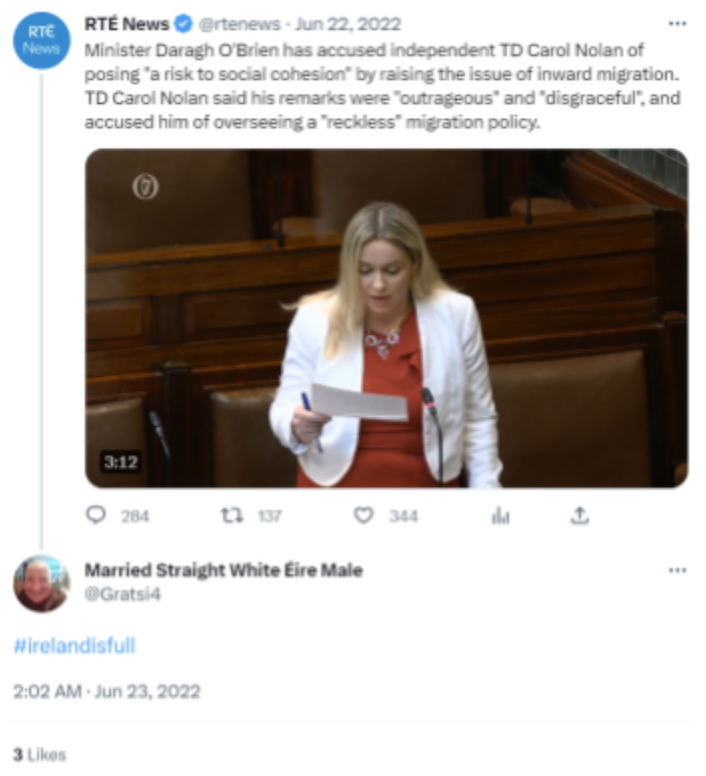 RTÉ News @rtenews · Jun 22, 2022
Minister Daragh O'Brien has accused independent TD Carol Nolan of
posing "a risk to social cohesion" by raising the issue of inward migration.
TD Carol Nolan said his remarks were "outrageous" and "disgraceful", and
accused him of overseeing a "reckless" migration policy.
RTÉ
News
3:12
284 137 344
Married Straight White Éire Male
@Gratsi4
#irelandisfull
2:02 AM · Jun 23, 2022
3 Likes